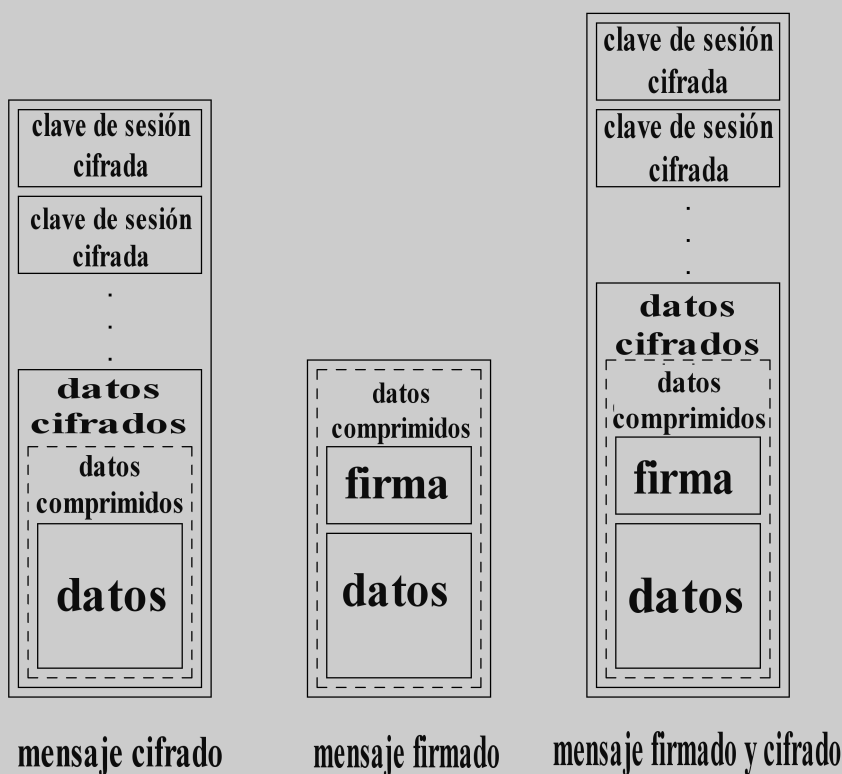 clave de sesión
cifrada
clave de sesión
cifrada
.
.
.
datos
cifrados
datos
comprimidos
datos
mensaje cifrado
datos
comprimidos
firma
datos
mensaje firmado
clave de sesión
cifrada
clave de sesión
cifrada
.
.
.
datos
cifrados
datos
comprimidos
firma
datos
mensaje firmado y cifrado